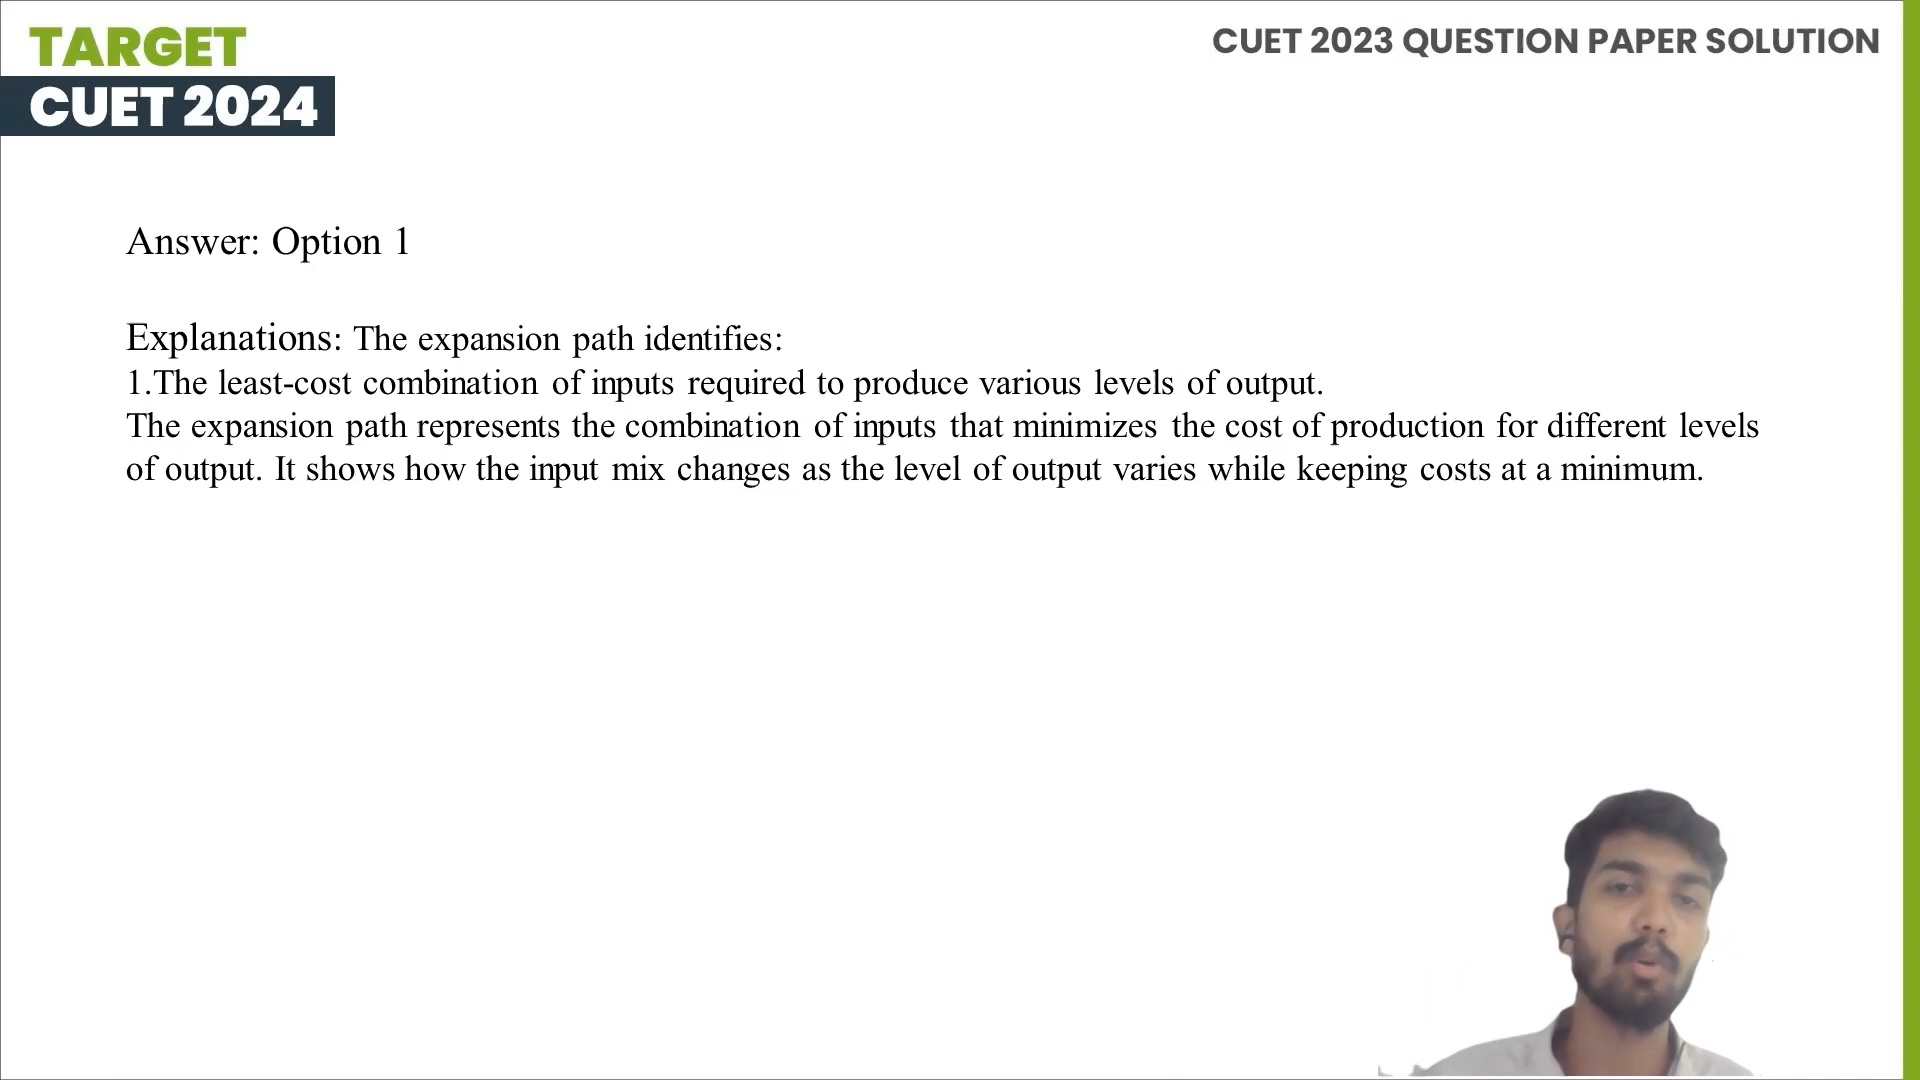 TARGET
CUET 2024
CUET 2023 QUESTION PAPER SOLUTION
Answer: Option 1
Explanations: The expansion path identifies:
1.The least-cost combination of inputs required to produce various levels of output.
The expansion path represents the combination of inputs that minimizes the cost of production for different levels
of output. It shows how the input mix changes as the level of output varies while keeping costs at a minimum.